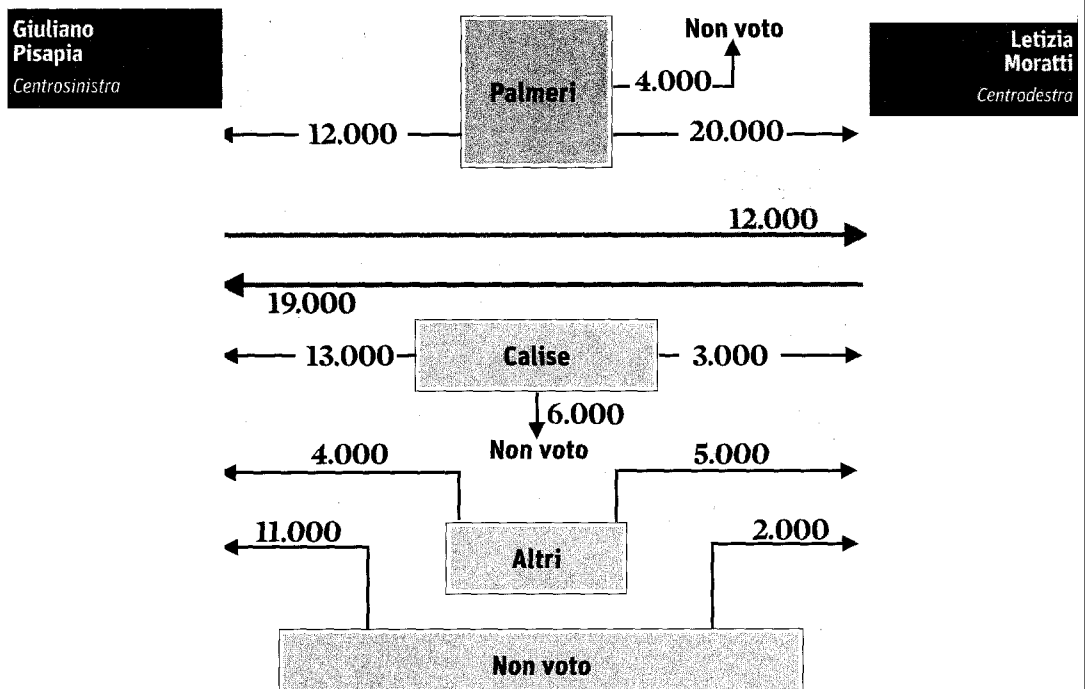 Giuliano
Pisapia
Centrosinistra
Palmeri
Non voto
4.000
Letizia
Moratti
Centrodestra
12.000
20.000
12.000
19.000
13.000
Calise
3.000
6.000
Non voto
4.000
5.000
11.000
Altri
2.000
Non voto